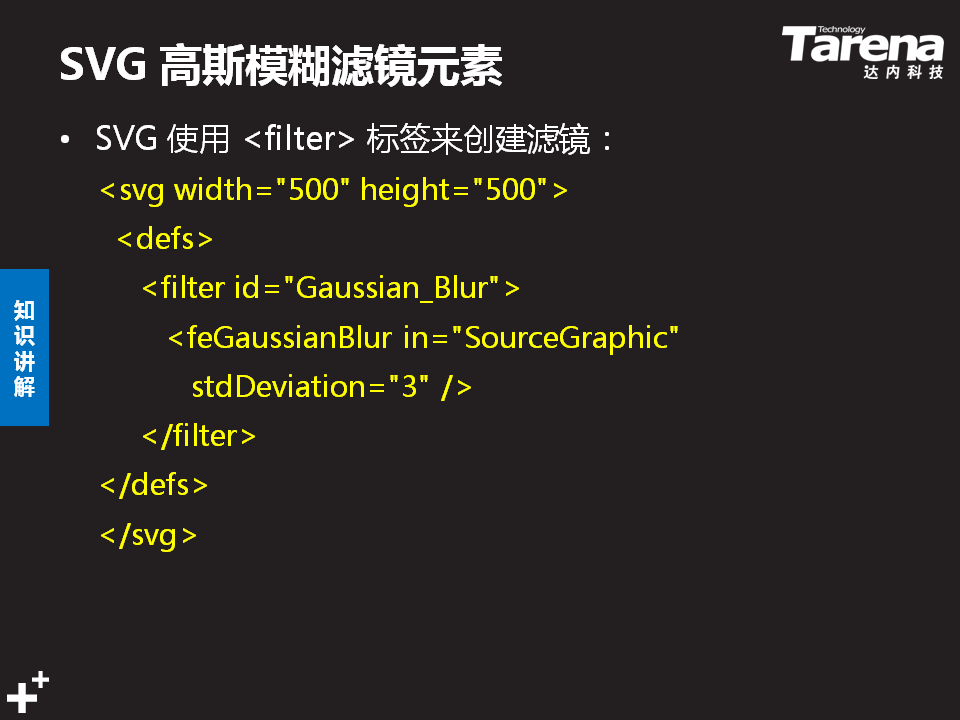 SVG 高斯模糊滤镜元素
Technology
Tarena
达内科技
• SVG 使用 <filter> 标签来创建滤镜：
<svg width="500" height="500">
<defs>
<filter id="Gaussian_Blur">
<feGaussianBlur in="SourceGraphic"
stdDeviation="3" />
</filter>
</defs>
</svg>
知识讲解